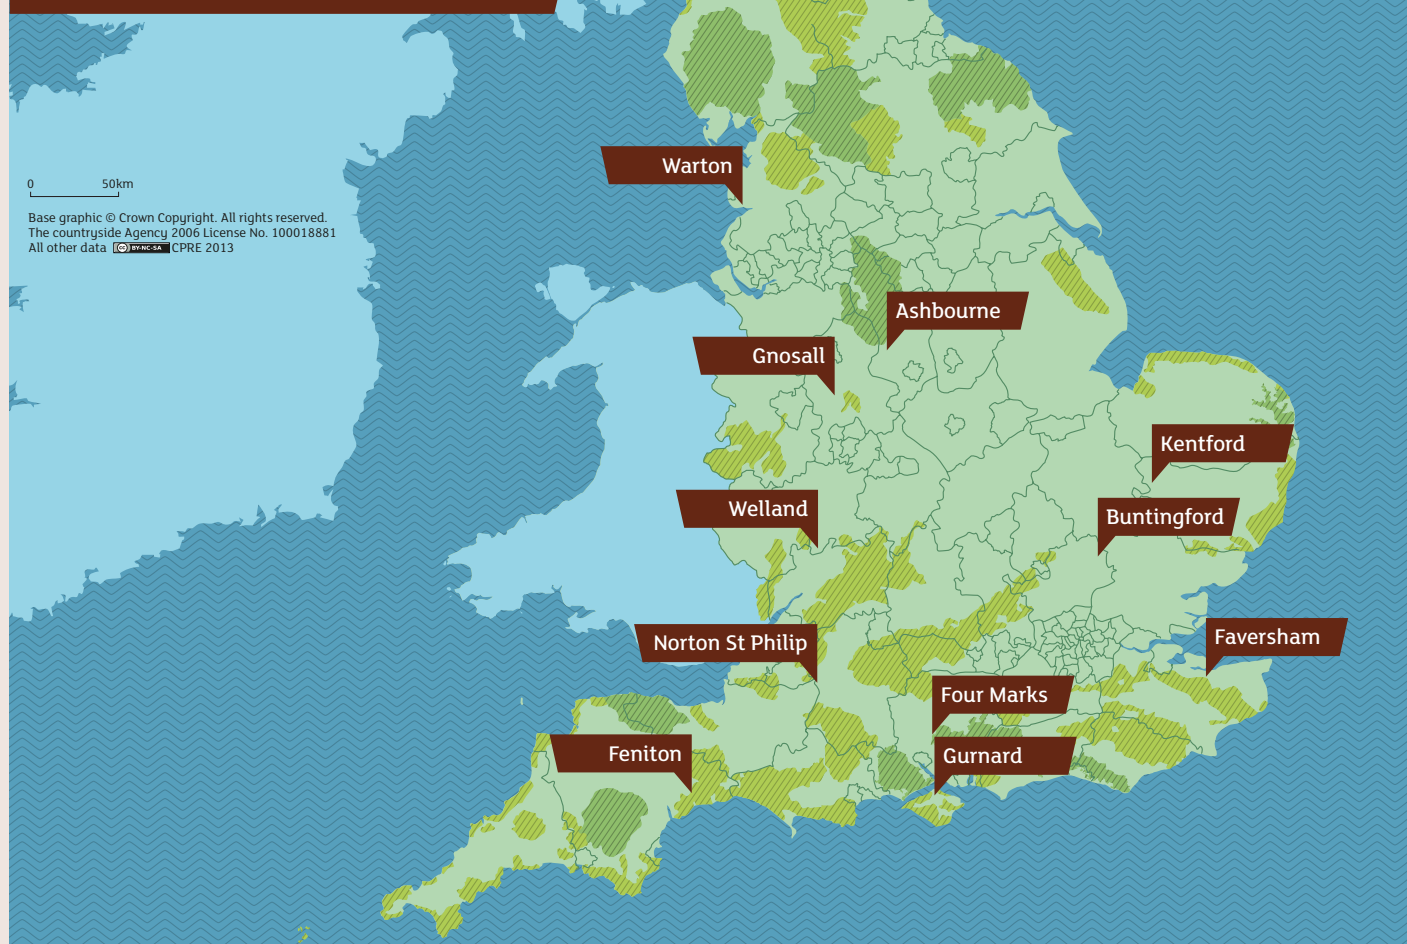 Warton
0 50km
Base graphic © Crown Copyright. All rights reserved.
The countryside Agency 2006 License No. 100018881
All other data cc BY-NC-SA CPRE 2013
Ashbourne
Gnosall
Kentford
Welland
Buntingford
Norton St Philip
Faversham
Four Marks
Feniton
Gurnard